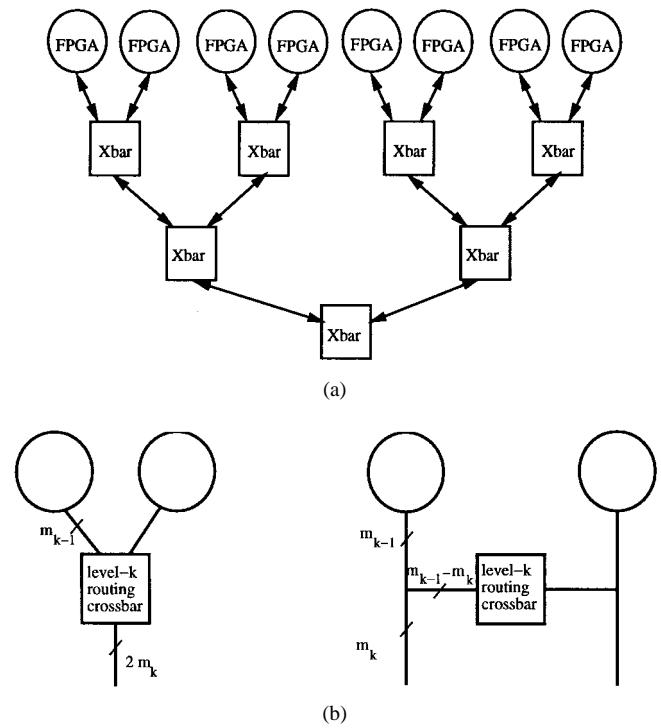 FPGA FPGA FPGA FPGA FPGA FPGA FPGA FPGA
Xbar Xbar Xbar Xbar
Xbar Xbar
Xbar
(a)
m_{k-1}
level-k
routing
crossbar
2 m_k
m_{k-1}
m_{k-1}-m_k
level-k
routing
crossbar
m_k
(b)